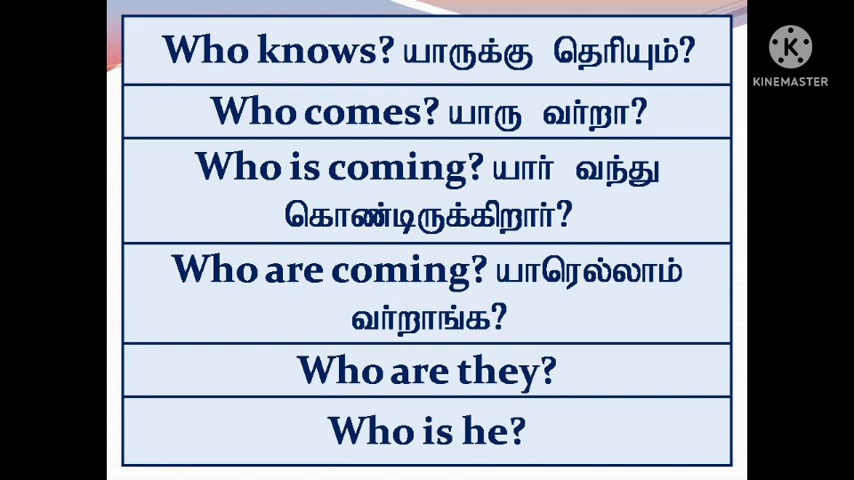 Who knows? யாருக்கு தெரியும்?
Who comes? யாரு வர்றா?
Who is coming? யார் வந்து
கொண்டிருக்கிறார்?
Who are coming? யாரெல்லாம்
வர்றாங்க?
Who are they?
Who is he?
K
KINEMASTER